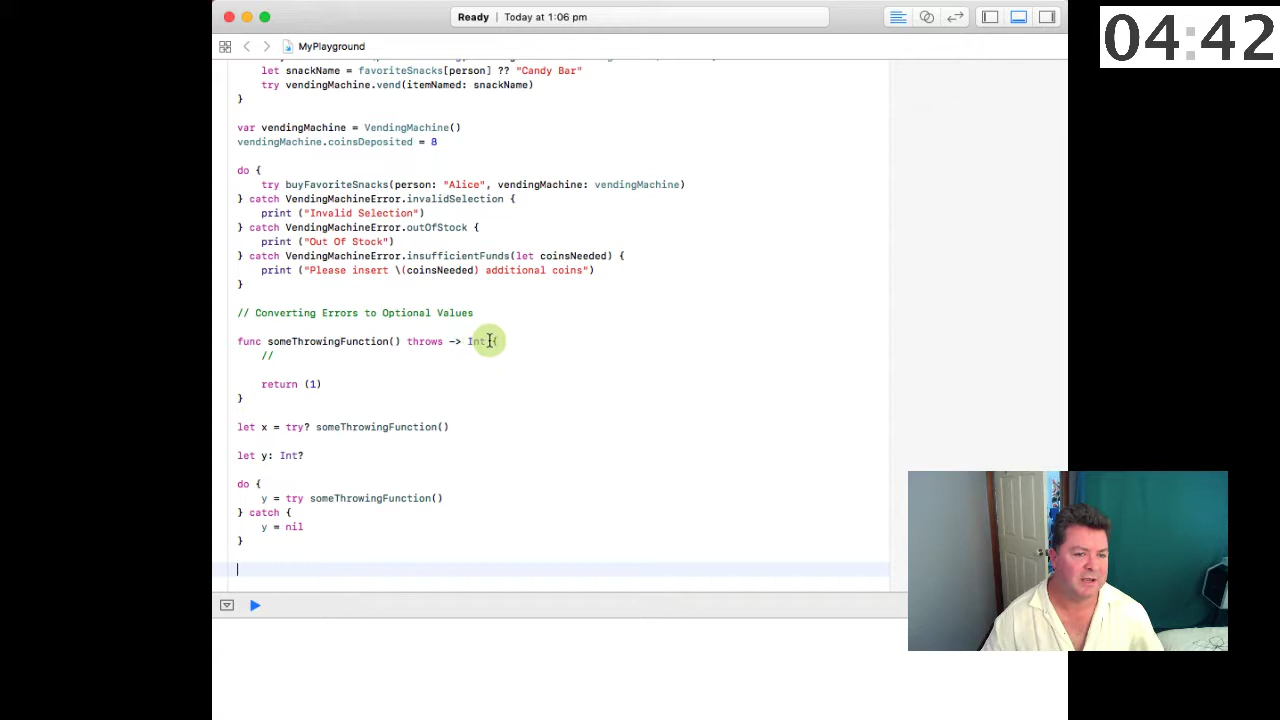 Ready | Today at 1:06 pm
04:42
MyPlayground
let snackName = favoriteSnacks[person] ?? "Candy Bar"
try vendingMachine.vend(itemNamed: snackName)
}
var vendingMachine = VendingMachine()
vendingMachine.coinsDeposited = 8
do {
try buyFavoriteSnacks(person: "Alice", vendingMachine: vendingMachine)
} catch VendingMachineError.invalidSelection {
print ("Invalid Selection")
} catch VendingMachineError.outOfStock {
print ("Out Of Stock")
} catch VendingMachineError.insufficientFunds(let coinsNeeded) {
print ("Please insert \(coinsNeeded) additional coins")
}
// Converting Errors to Optional Values
func someThrowingFunction() throws -> Int {
//
return (1)
}
let x = try? someThrowingFunction()
let y: Int?
do {
y = try someThrowingFunction()
} catch {
y = nil
}